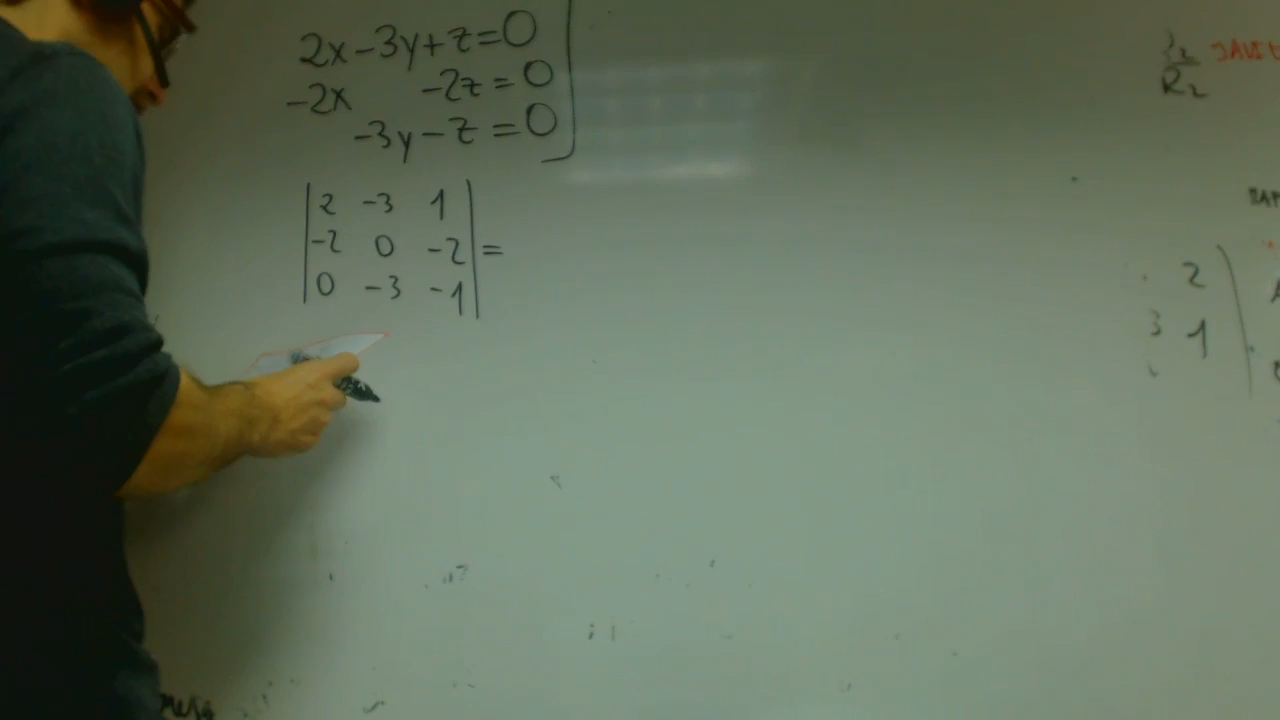 2x-3y+z=0
-2x -2z=0
-3y-z=0
| 2 -3 1 |
| -2 0 -2 | =
| 0 -3 -1 |
R₂
2
3 1